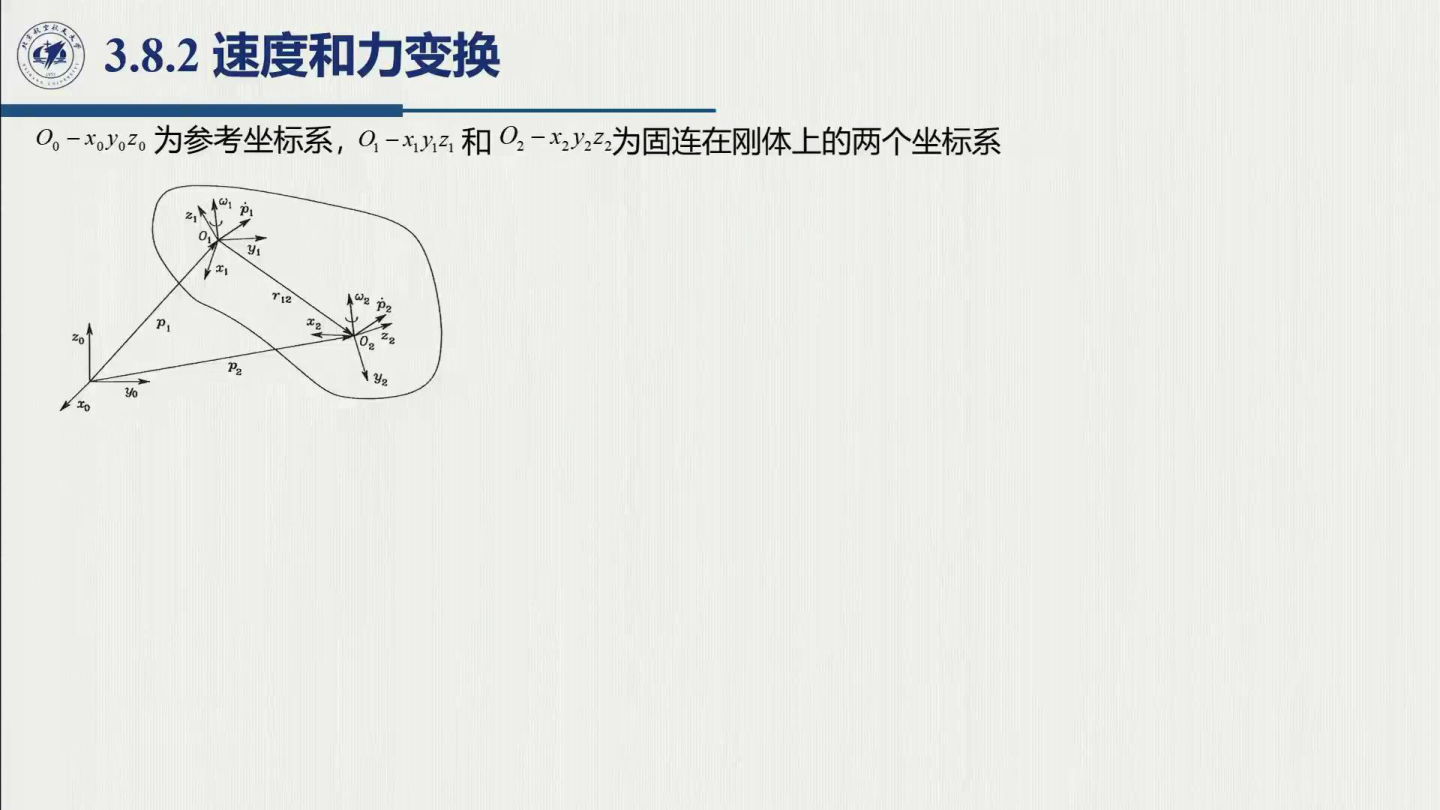 3.8.2 速度和力变换
O₀ − x₀y₀z₀ 为参考坐标系，O₁ − x₁y₁z₁ 和 O₂ − x₂y₂z₂为固连在刚体上的两个坐标系
z₁ ω₁ ṗ₁
O₁ y₁
x₁
r₁₂ ω₂ ṗ₂
p₁ x₂
z₀ O₂ z₂
p₂ y₂
y₀
x₀